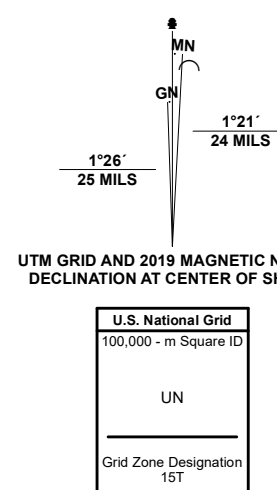 MN
GN
1°21´
24 MILS
1°26´
25 MILS
UTM GRID AND 2019 MAGNETIC N
DECLINATION AT CENTER OF SH
U.S. National Grid
100,000 - m Square ID
UN
Grid Zone Designation
15T